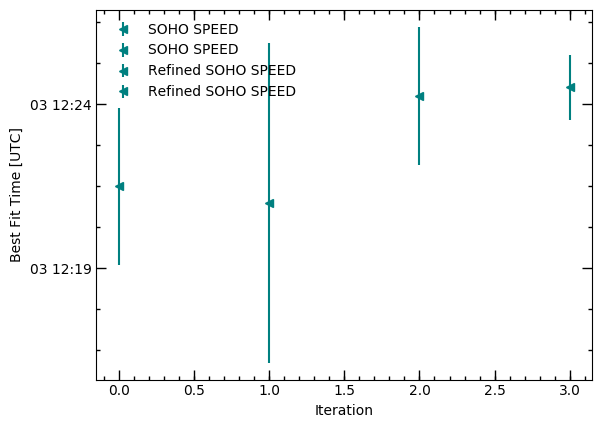 SOHO SPEED
SOHO SPEED
Refined SOHO SPEED
Refined SOHO SPEED
03 12:24
03 12:19
Best Fit Time [UTC]
0.0 0.5 1.0 1.5 2.0 2.5 3.0
Iteration